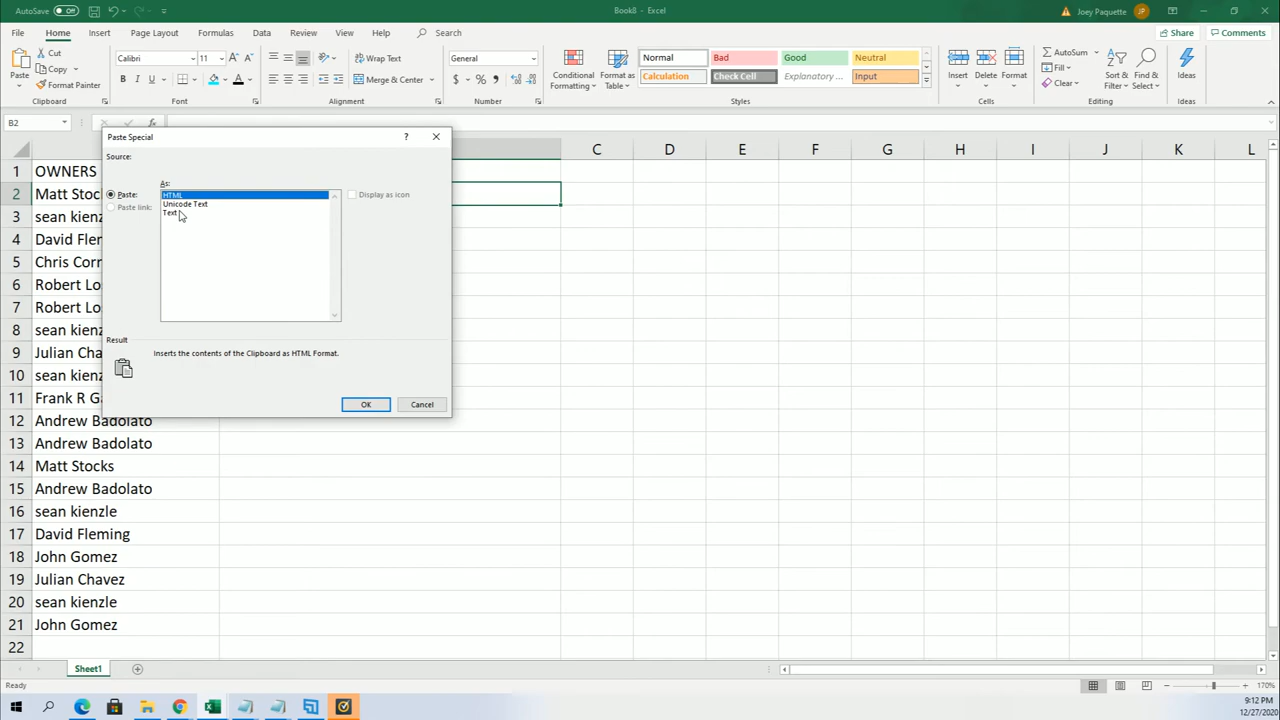 AutoSave Off Book8 - Excel Joey Paquette JP
File Home Insert Page Layout Formulas Data Review View Help Search Share Comments
Paste Cut Copy Format Painter Clipboard
Calibri 11 A A B I U A Font
Wrap Text Merge & Center Alignment
General $ % 9 Number
Conditional Formatting Format as Table
Normal Bad Good Neutral
Calculation Check Cell Explanatory ... Input
Styles
Insert Delete Format Cells
AutoSum Fill Clear Sort & Filter Find & Select Editing
Ideas Ideas
B2 fx
Paste Special ?
Source:
As:
Paste: HTML Display as icon
Paste link: Unicode Text
Text
Result
Inserts the contents of the Clipboard as HTML Format.
OK Cancel
C D E F G H I J K L
1 OWNERS
2 Matt Stoc
3 sean kienz
4 David Flem
5 Chris Corr
6 Robert Lo
7 Robert Lo
8 sean kienz
9 Julian Cha
10 sean kienz
11 Frank R Ga
12 Andrew Badolato
13 Andrew Badolato
14 Matt Stocks
15 Andrew Badolato
16 sean kienzle
17 David Fleming
18 John Gomez
19 Julian Chavez
20 sean kienzle
21 John Gomez
22
Sheet1
Ready 170%
9:12 PM
12/27/2020